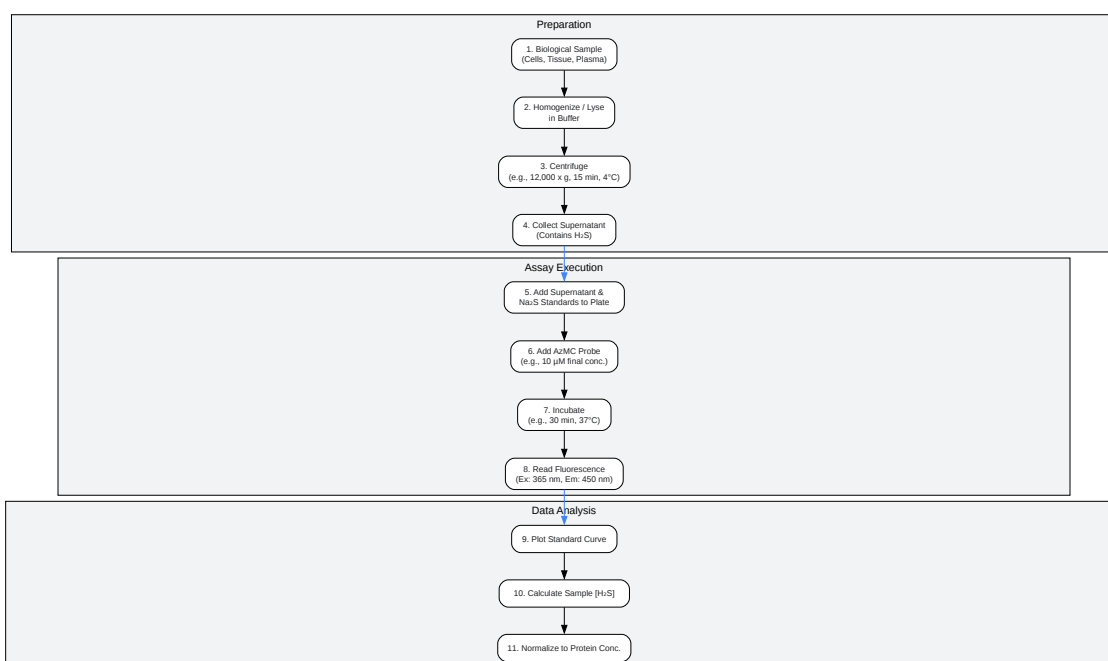 Preparation
1. Biological Sample
(Cells, Tissue, Plasma)
2. Homogenize / Lyse
in Buffer
3. Centrifuge
(e.g., 12,000 x g, 15 min, 4°C)
4. Collect Supernatant
(Contains H₂S)
Assay Execution
5. Add Supernatant &
Na₂S Standards to Plate
6. Add AzMC Probe
(e.g., 10 µM final conc.)
7. Incubate
(e.g., 30 min, 37°C)
8. Read Fluorescence
(Ex: 365 nm, Em: 450 nm)
Data Analysis
9. Plot Standard Curve
10. Calculate Sample [H₂S]
11. Normalize to Protein Conc.